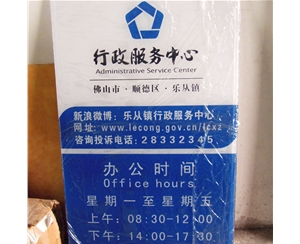 行政服务中心
Administrative Service Center
佛山市·顺德区·乐从镇
新浪微博：乐从镇行政服务中心
网址：www.lecong.gov.cn/lcxz
咨询投诉电话：28332345
办公时间
Office hours
星期一至星期五
上午：08:30-12:00
下午：14:00-17:30